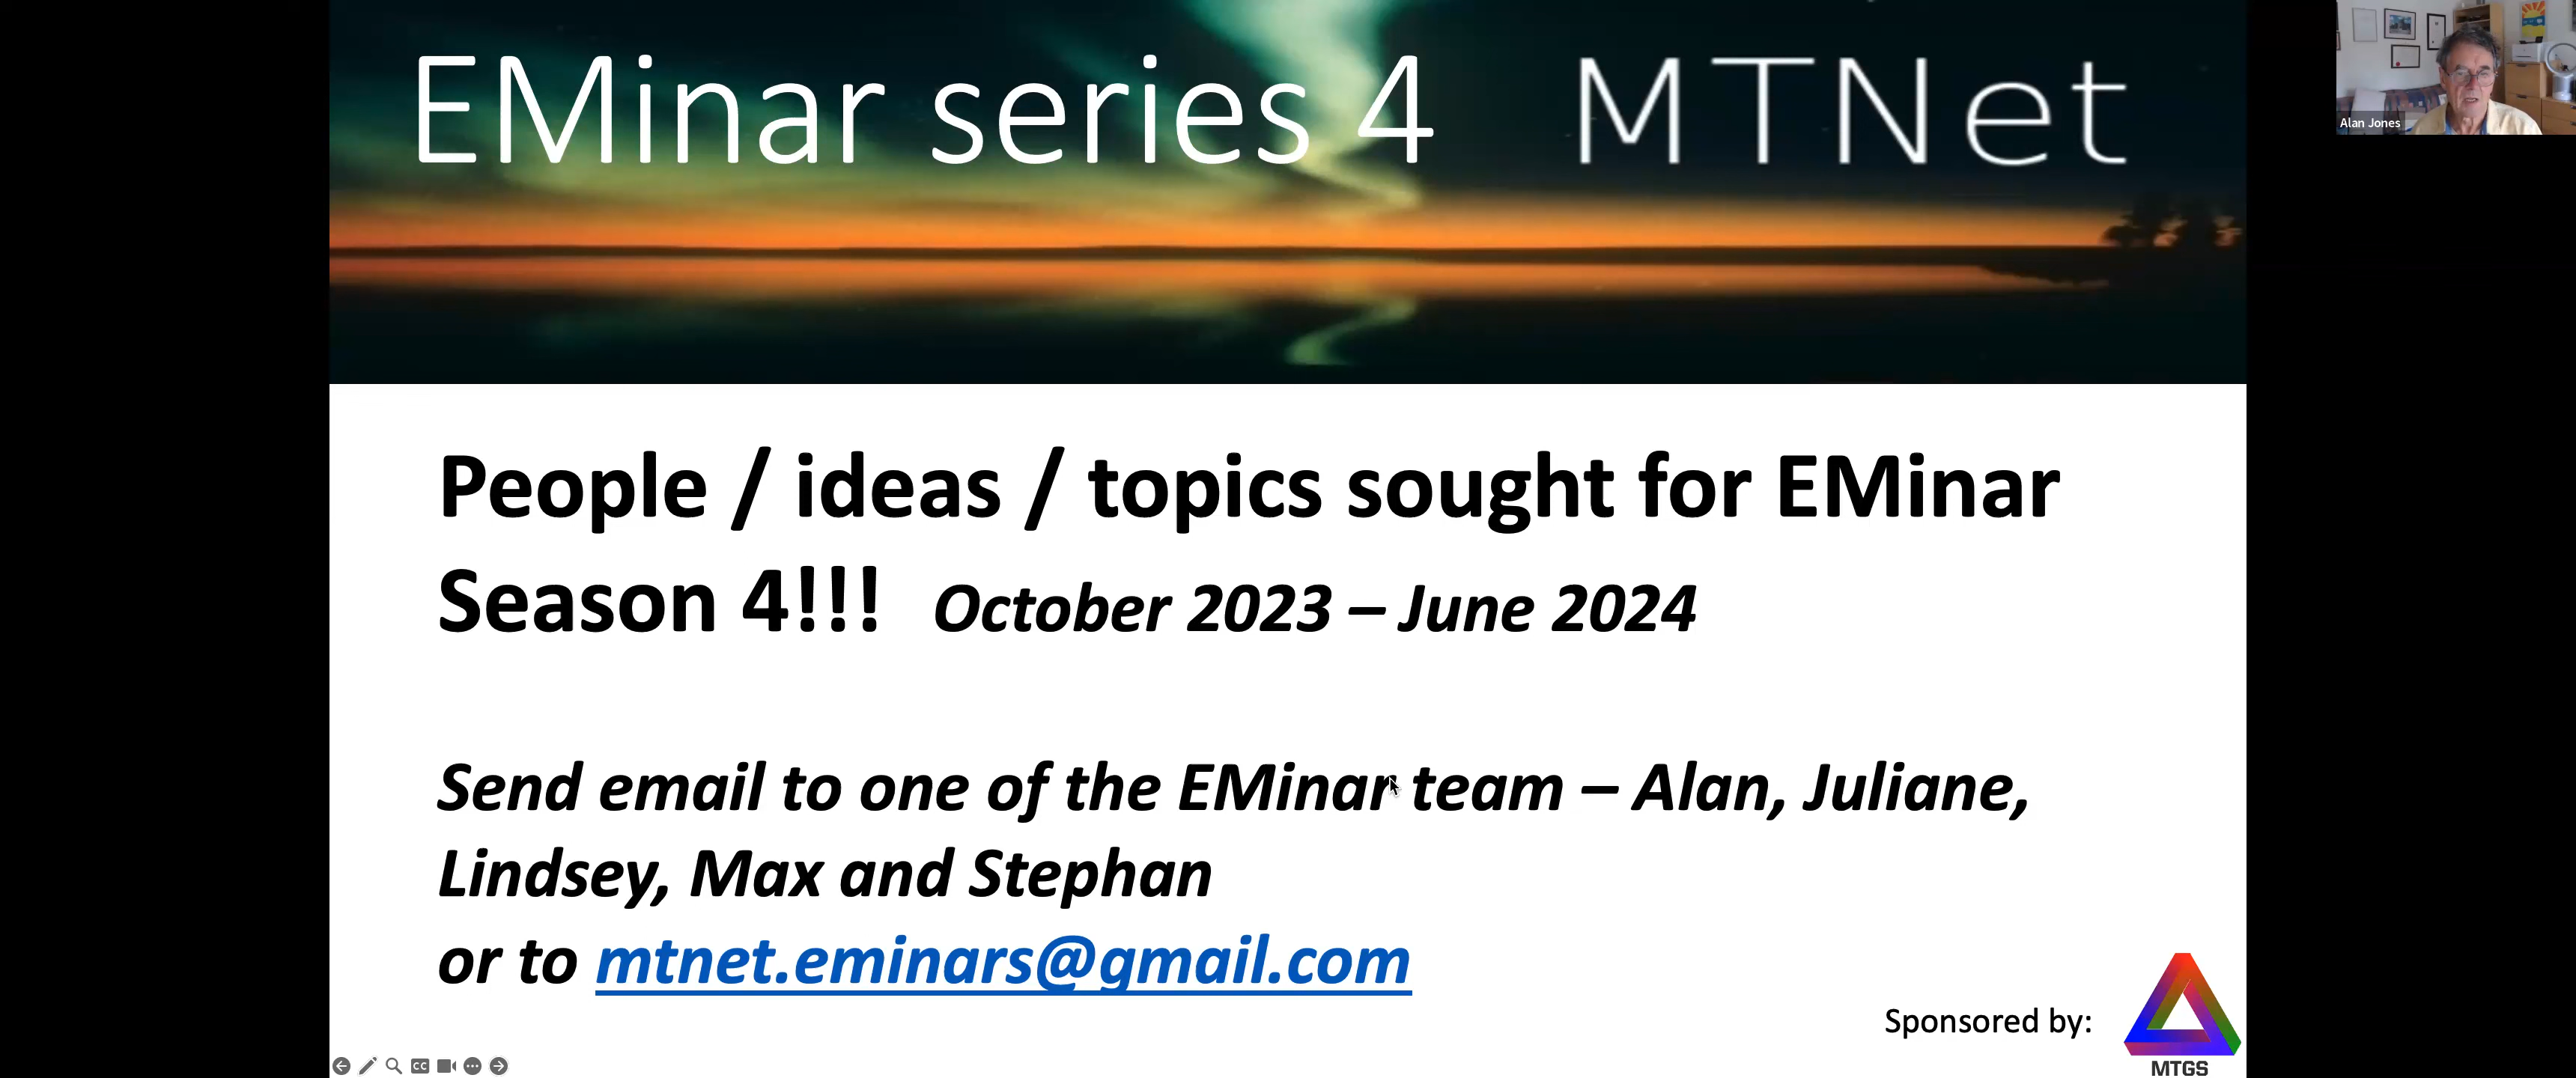 EMinar series 4 MTNet
Alan Jones
People / ideas / topics sought for EMinar
Season 4!!! October 2023 – June 2024
Send email to one of the EMinar team – Alan, Juliane,
Lindsey, Max and Stephan
or to mtnet.eminars@gmail.com
Sponsored by:
MTGS
CC